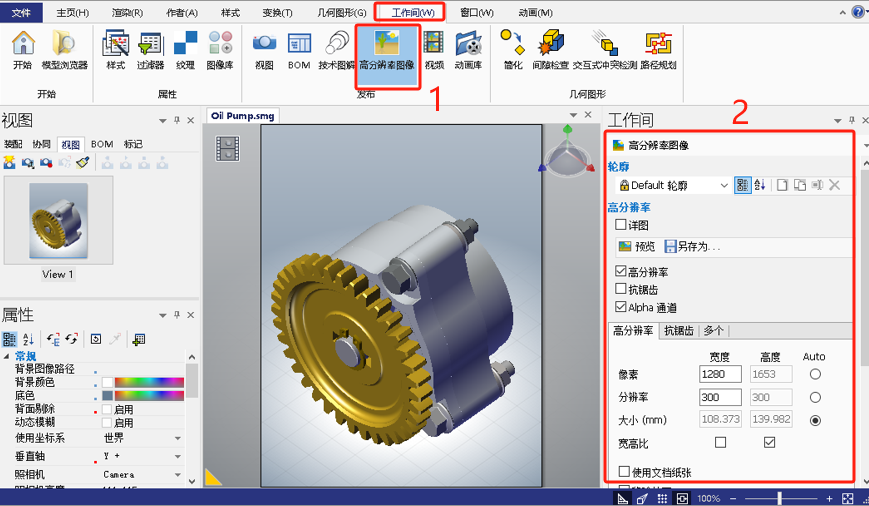 文件 主页(H) 渲染(R) 作者(A) 样式 变换(T) 几何图形(G) 工作间(W) 窗口(W) 动画(M)
开始 模型浏览器 样式 过滤器 纹理 图像库 视图 BOM 技术图解 高分辨素图像 视频 动画库 简化 间隙检查 交互式冲突检测 路径规划
开始 属性 发布 几何图形
1
视图
装配 协同 视图 BOM 标记
View 1
属性
常规
背景图像路径
背景颜色
底色
背面剔除 启用
动态模糊 启用
使用坐标系 世界
垂直轴 Y +
照相机 Camera
Oil Pump.smg
2
工作间
高分辨率图像
轮廓
Default 轮廓
高分辨率
详图
预览 另存为...
高分辨率
抗锯齿
Alpha 通道
高分辨率 抗锯齿 多个
宽度 高度 Auto
像素 1280 1653
分辨率 300 300
大小 (mm) 108.373 139.982
宽高比
使用文档纸张
100%